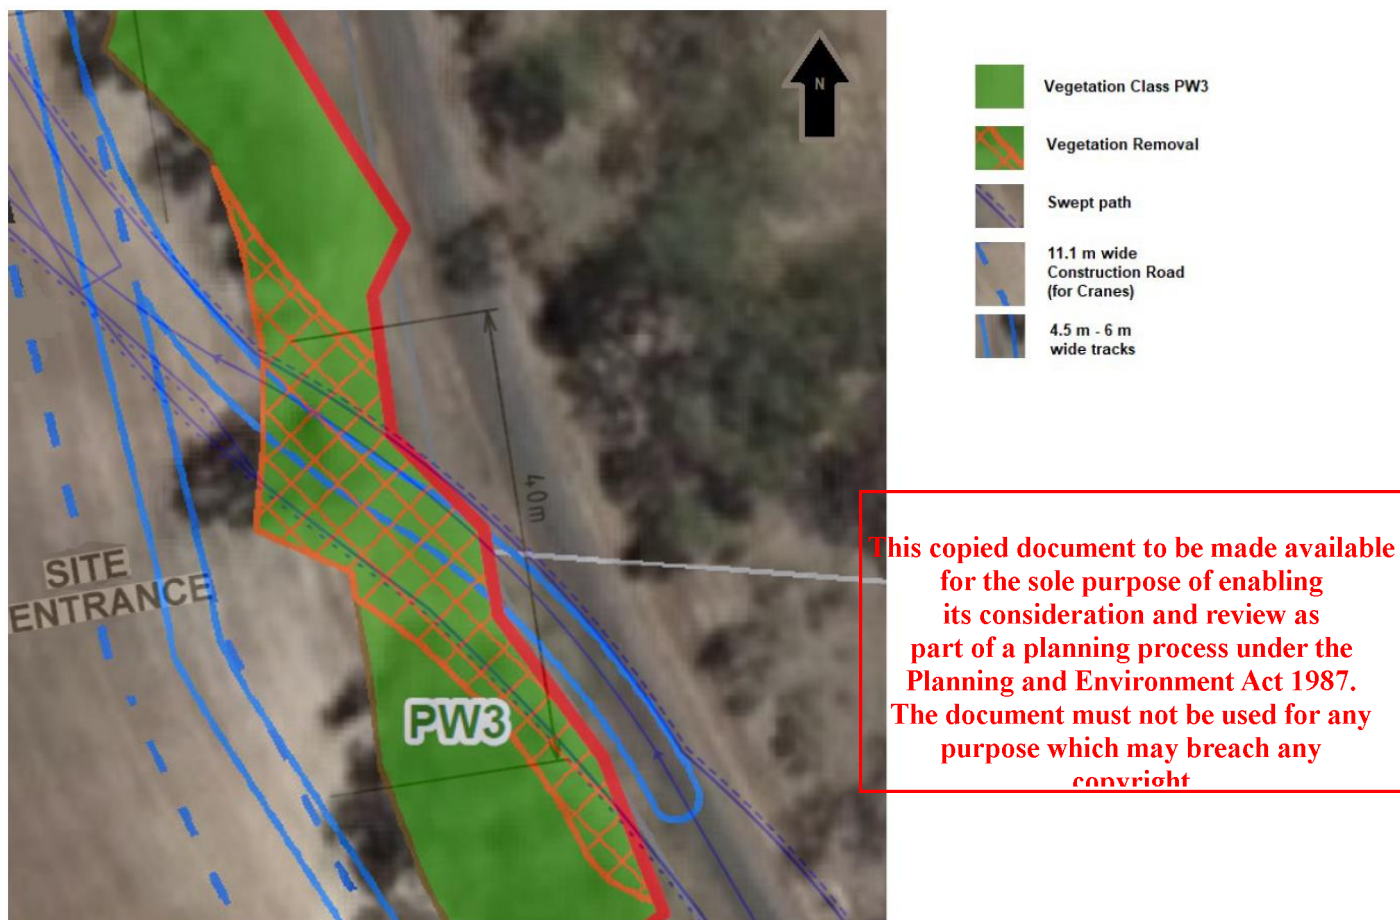 N
40m
SITE
ENTRANCE
PW3
Vegetation Class PW3
Vegetation Removal
Swept path
11.1 m wide
Construction Road
(for Cranes)
4.5 m - 6 m
wide tracks
This copied document to be made available
for the sole purpose of enabling
its consideration and review as
part of a planning process under the
Planning and Environment Act 1987.
The document must not be used for any
purpose which may breach any
copyright